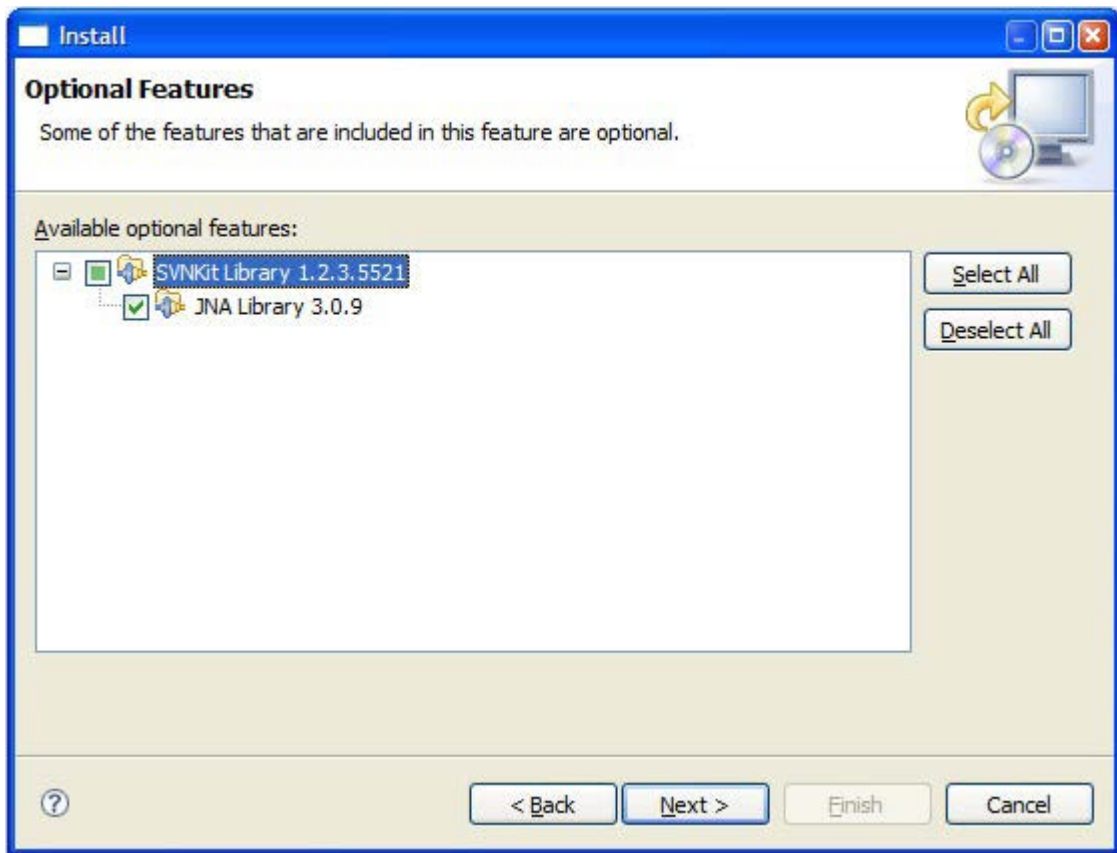 Install
Optional Features
Some of the features that are included in this feature are optional.
Available optional features:
SVNKit Library 1.2.3.5521
JNA Library 3.0.9
Select All
Deselect All
?
< Back
Next >
Finish
Cancel